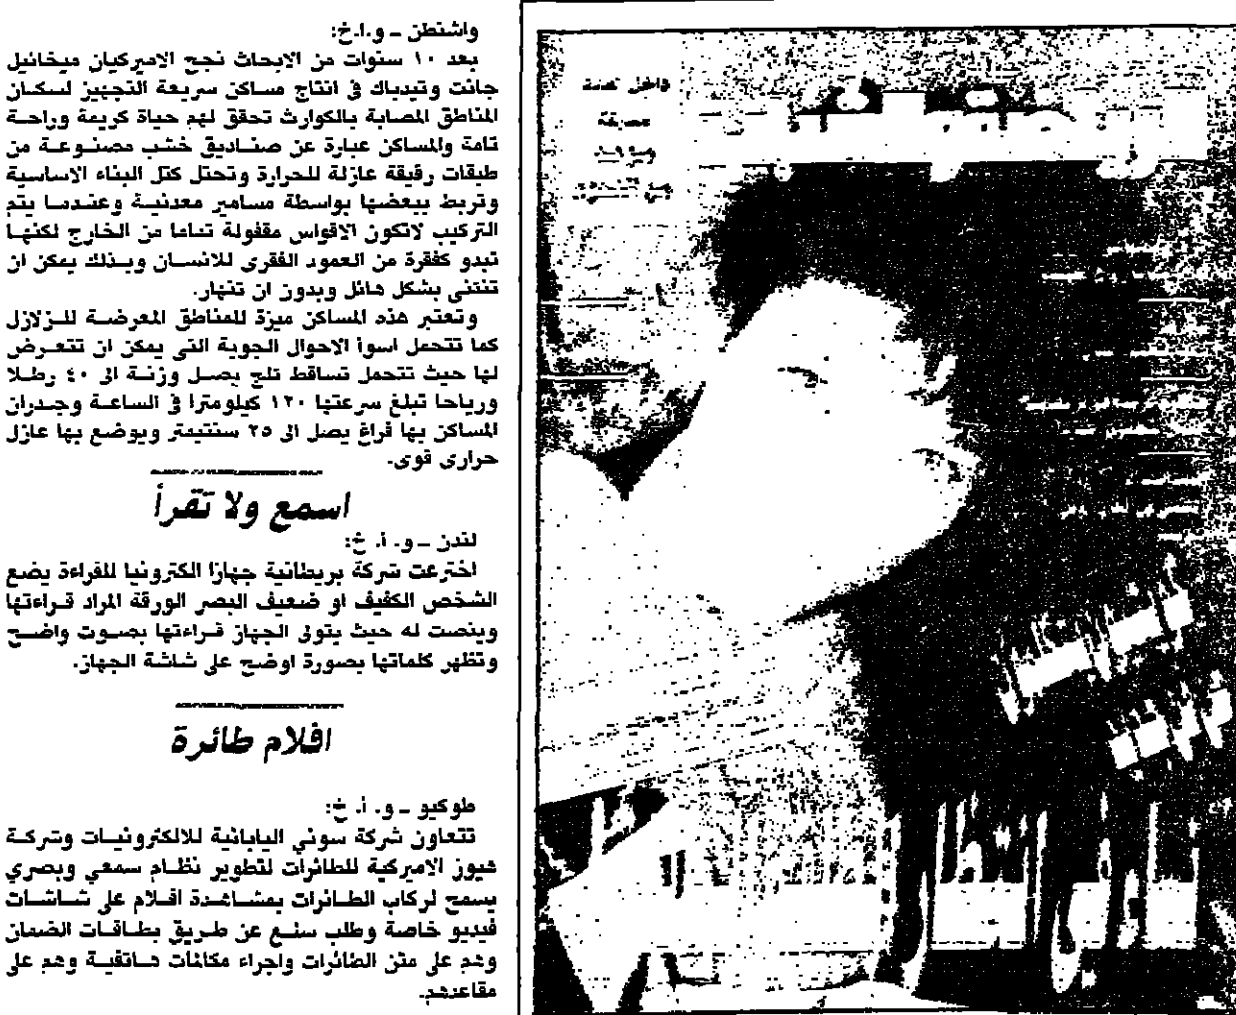 واشنطن ـ و.ا.خ:
بعد ١٠ سنوات من الابحاث نجح الاميركيان ميخائيل
جانت وتيدباك في انتاج مساكن سريعة التجهيز لسكان
المناطق المصابة بالكوارث تحقق لهم حياة كريمة وراحة
تامة والمساكن عبارة عن صناديق خشب مصنوعة من
طبقات رقيقة عازلة للحرارة وتحتل كتل البناء الاساسية
وتربط ببعضها بواسطة مسامير معدنية وعندما يتم
التركيب لاتكون الاقواس مقفولة تماما من الخارج لكنها
تبدو كفقرة من العمود الفقرى للانسان وبذلك يمكن ان
تنثنى بشكل هائل وبدون ان تنهار.
وتعتبر هذه المساكن ميزة للمناطق المعرضة للزلازل
كما تتحمل اسوأ الاحوال الجوية التى يمكن ان تتعرض
لها حيث تتحمل تساقط ثلج يصل وزنة الى ٤٠ رطلا
ورياحا تبلغ سرعتها ١٢٠ كيلومترا في الساعة وجدران
المساكن بها فراغ يصل الى ٢٥ سنتيمتر ويوضع بها عازل
حرارى قوى.
اسمع ولا تقرأ
لندن ـ و. أ. خ:
اخترعت شركة بريطانية جهازا الكترونيا للقراءة يضع
الشخص الكفيف او ضعيف البصر الورقة المراد قراءتها
وينصت له حيث يتولى الجهاز قراءتها بصوت واضح
وتظهر كلماتها بصورة اوضح على شاشة الجهاز.
افلام طائرة
طوكيو ـ و. أ. خ:
تتعاون شركة سوني اليابانية للالكترونيات وشركة
هيوز الاميركية للطائرات لتطوير نظام سمعي وبصري
يسمح لركاب الطائرات بمشاهدة أفلام على شاشات
فيديو خاصة وطلب سلع عن طريق بطاقات الضمان
وهم على متن الطائرات واجراء مكالمات هاتفية وهم على
مقاعدهم.
داخل